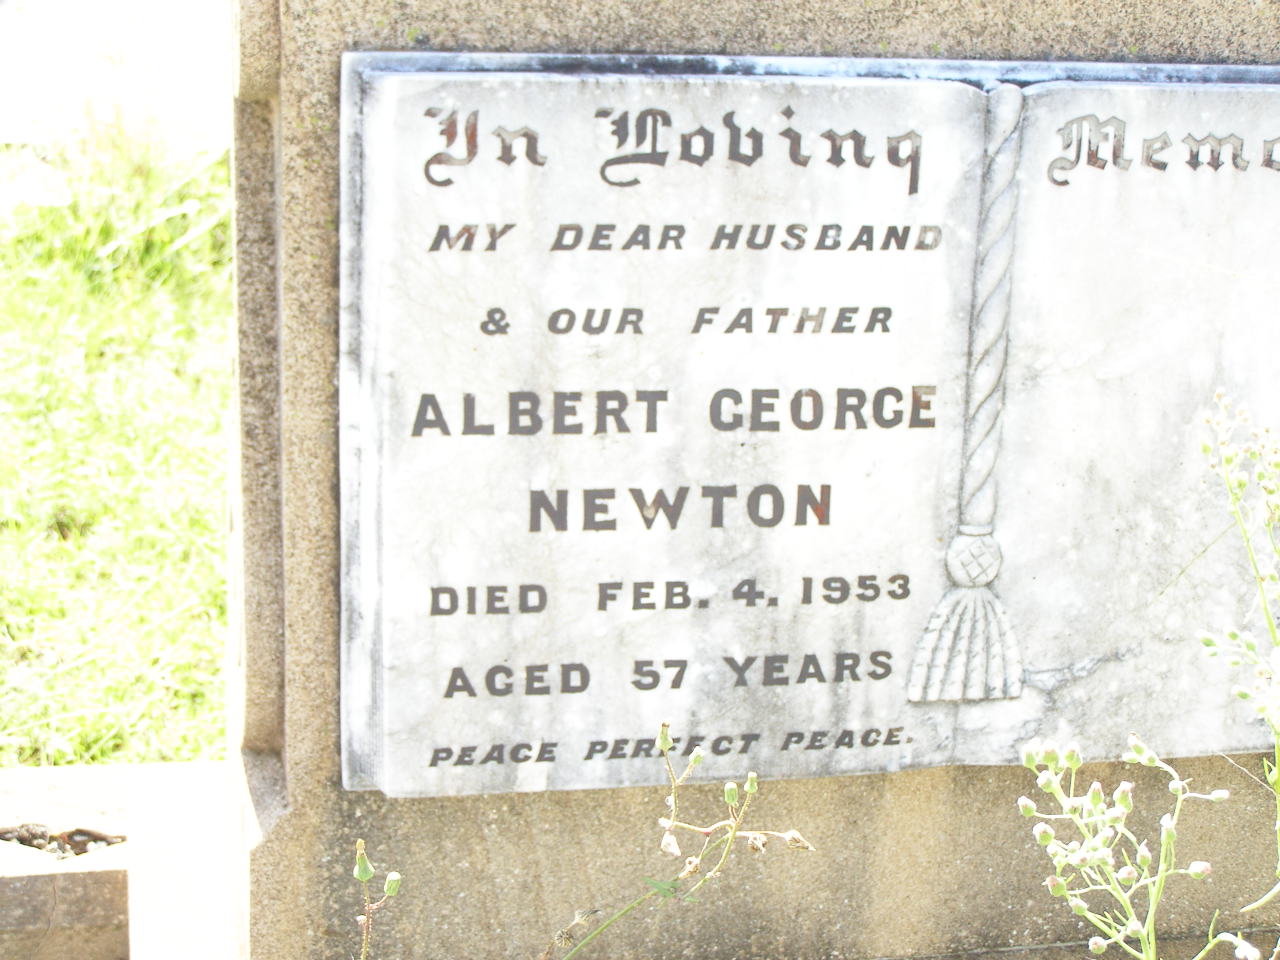 In Loving Memo
MY DEAR HUSBAND
& OUR FATHER
ALBERT GEORGE
NEWTON
DIED FEB. 4. 1953
AGED 57 YEARS
PEACE PERFECT PEACE.